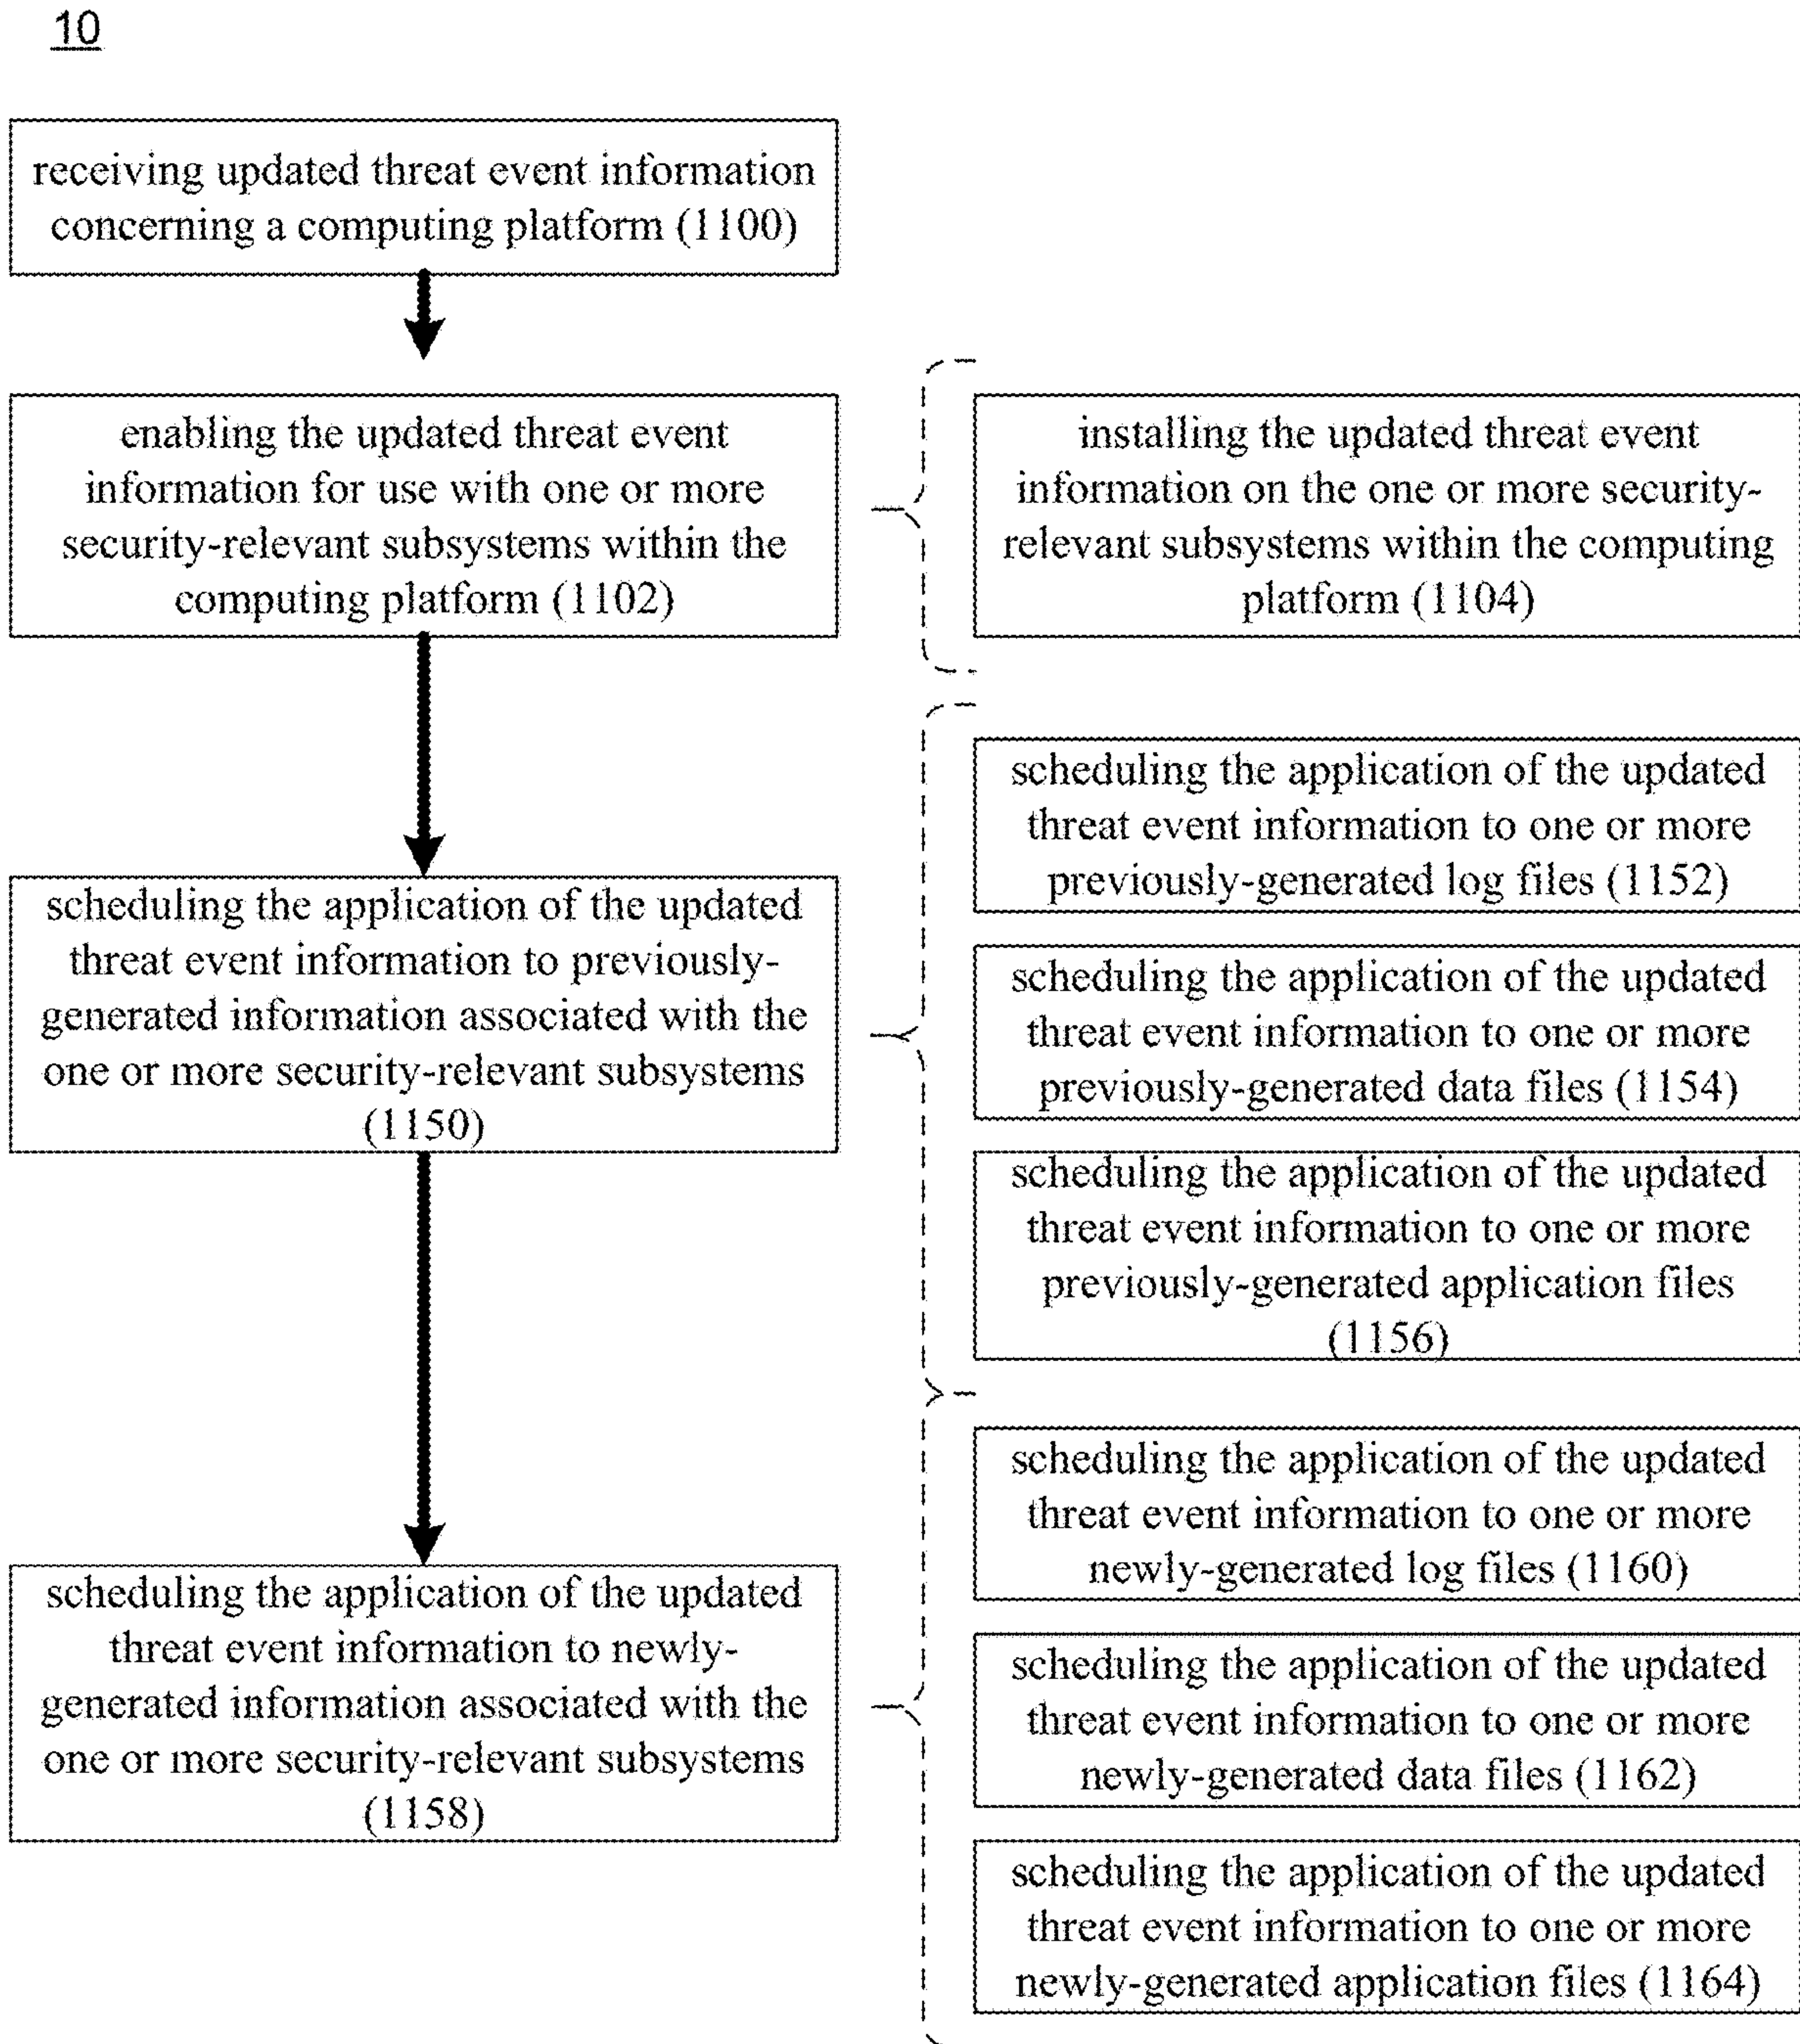 10
receiving updated threat event information
concerning a computing platform (1100)
enabling the updated threat event
information for use with one or more
security-relevant subsystems within the
computing platform (1102)
installing the updated threat event
information on the one or more security-
relevant subsystems within the computing
platform (1104)
scheduling the application of the updated
threat event information to previously-
generated information associated with the
one or more security-relevant subsystems
(1150)
scheduling the application of the updated
threat event information to one or more
previously-generated log files (1152)
scheduling the application of the updated
threat event information to one or more
previously-generated data files (1154)
scheduling the application of the updated
threat event information to one or more
previously-generated application files
(1156)
scheduling the application of the updated
threat event information to newly-
generated information associated with the
one or more security-relevant subsystems
(1158)
scheduling the application of the updated
threat event information to one or more
newly-generated log files (1160)
scheduling the application of the updated
threat event information to one or more
newly-generated data files (1162)
scheduling the application of the updated
threat event information to one or more
newly-generated application files (1164)